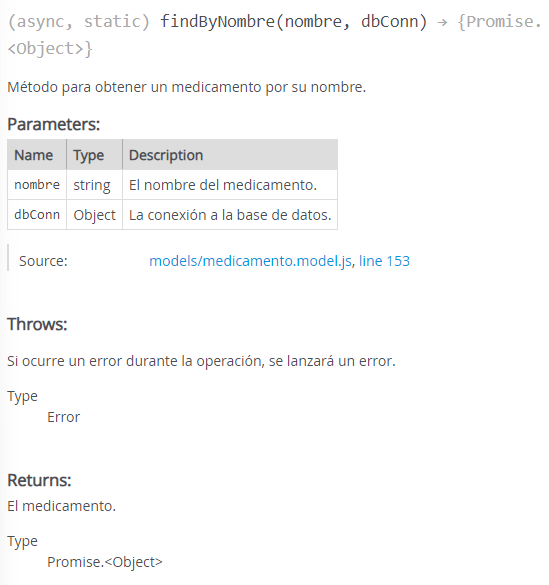 (async, static) findByNombre(nombre, dbConn) → {Promise.
<Object>}
Método para obtener un medicamento por su nombre.
Parameters:
Name Type Description
nombre string El nombre del medicamento.
dbConn Object La conexión a la base de datos.
Source: models/medicamento.model.js, line 153
Throws:
Si ocurre un error durante la operación, se lanzará un error.
Type
Error
Returns:
El medicamento.
Type
Promise.<Object>